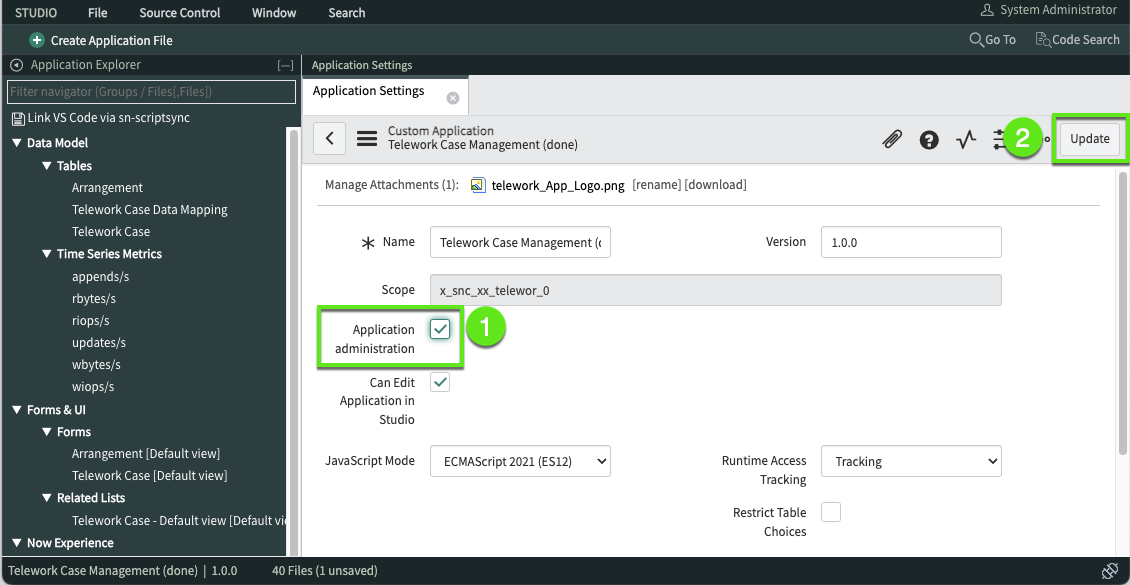 STUDIO File Source Control Window Search System Administrator
Create Application File Go To Code Search
Application Explorer [—] Application Settings
Filter navigator (Groups / Files[,Files])
Link VS Code via sn-scriptsync
Data Model
Tables
Arrangement
Telework Case Data Mapping
Telework Case
Time Series Metrics
appends/s
rbytes/s
riops/s
updates/s
wbytes/s
wiops/s
Forms & UI
Forms
Arrangement [Default view]
Telework Case [Default view]
Related Lists
Telework Case - Default view [Default vi
Now Experience
Application Settings
Custom Application
Telework Case Management (done)
2
Update
Manage Attachments (1): telework_App_Logo.png [rename] [download]
Name Telework Case Management (
Version 1.0.0
Scope x_snc_xx_telewor_0
Application
administration
1
Can Edit
Application in
Studio
JavaScript Mode ECMAScript 2021 (ES12)
Runtime Access
Tracking
Tracking
Restrict Table
Choices
Telework Case Management (done) | 1.0.0 40 Files (1 unsaved)